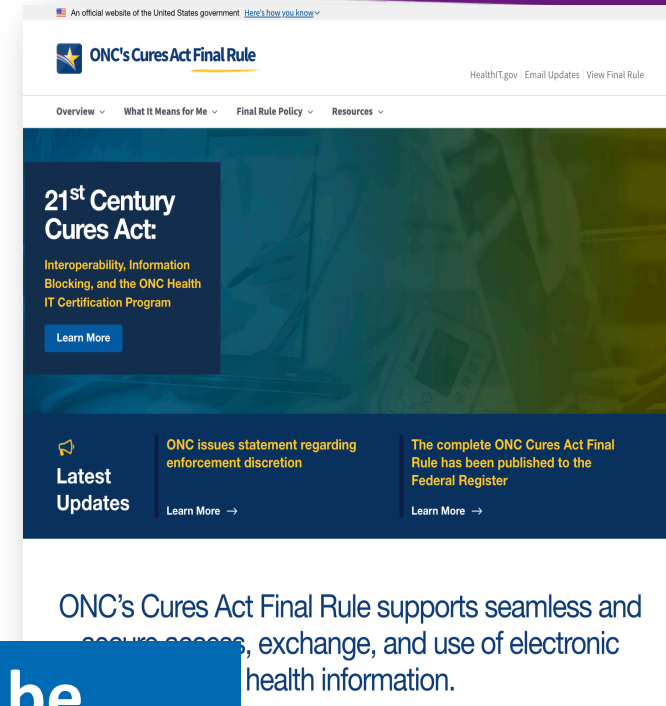 An official website of the United States government Here's how you know
ONC's Cures Act Final Rule
HealthIT.gov | Email Updates | View Final Rule
Overview What It Means for Me Final Rule Policy Resources
21st Century
Cures Act:
Interoperability, Information
Blocking, and the ONC Health
IT Certification Program
Learn More
Latest
Updates
ONC issues statement regarding
enforcement discretion
Learn More →
The complete ONC Cures Act Final
Rule has been published to the
Federal Register
Learn More →
ONC's Cures Act Final Rule supports seamless and
secure access, exchange, and use of electronic
health information.
be